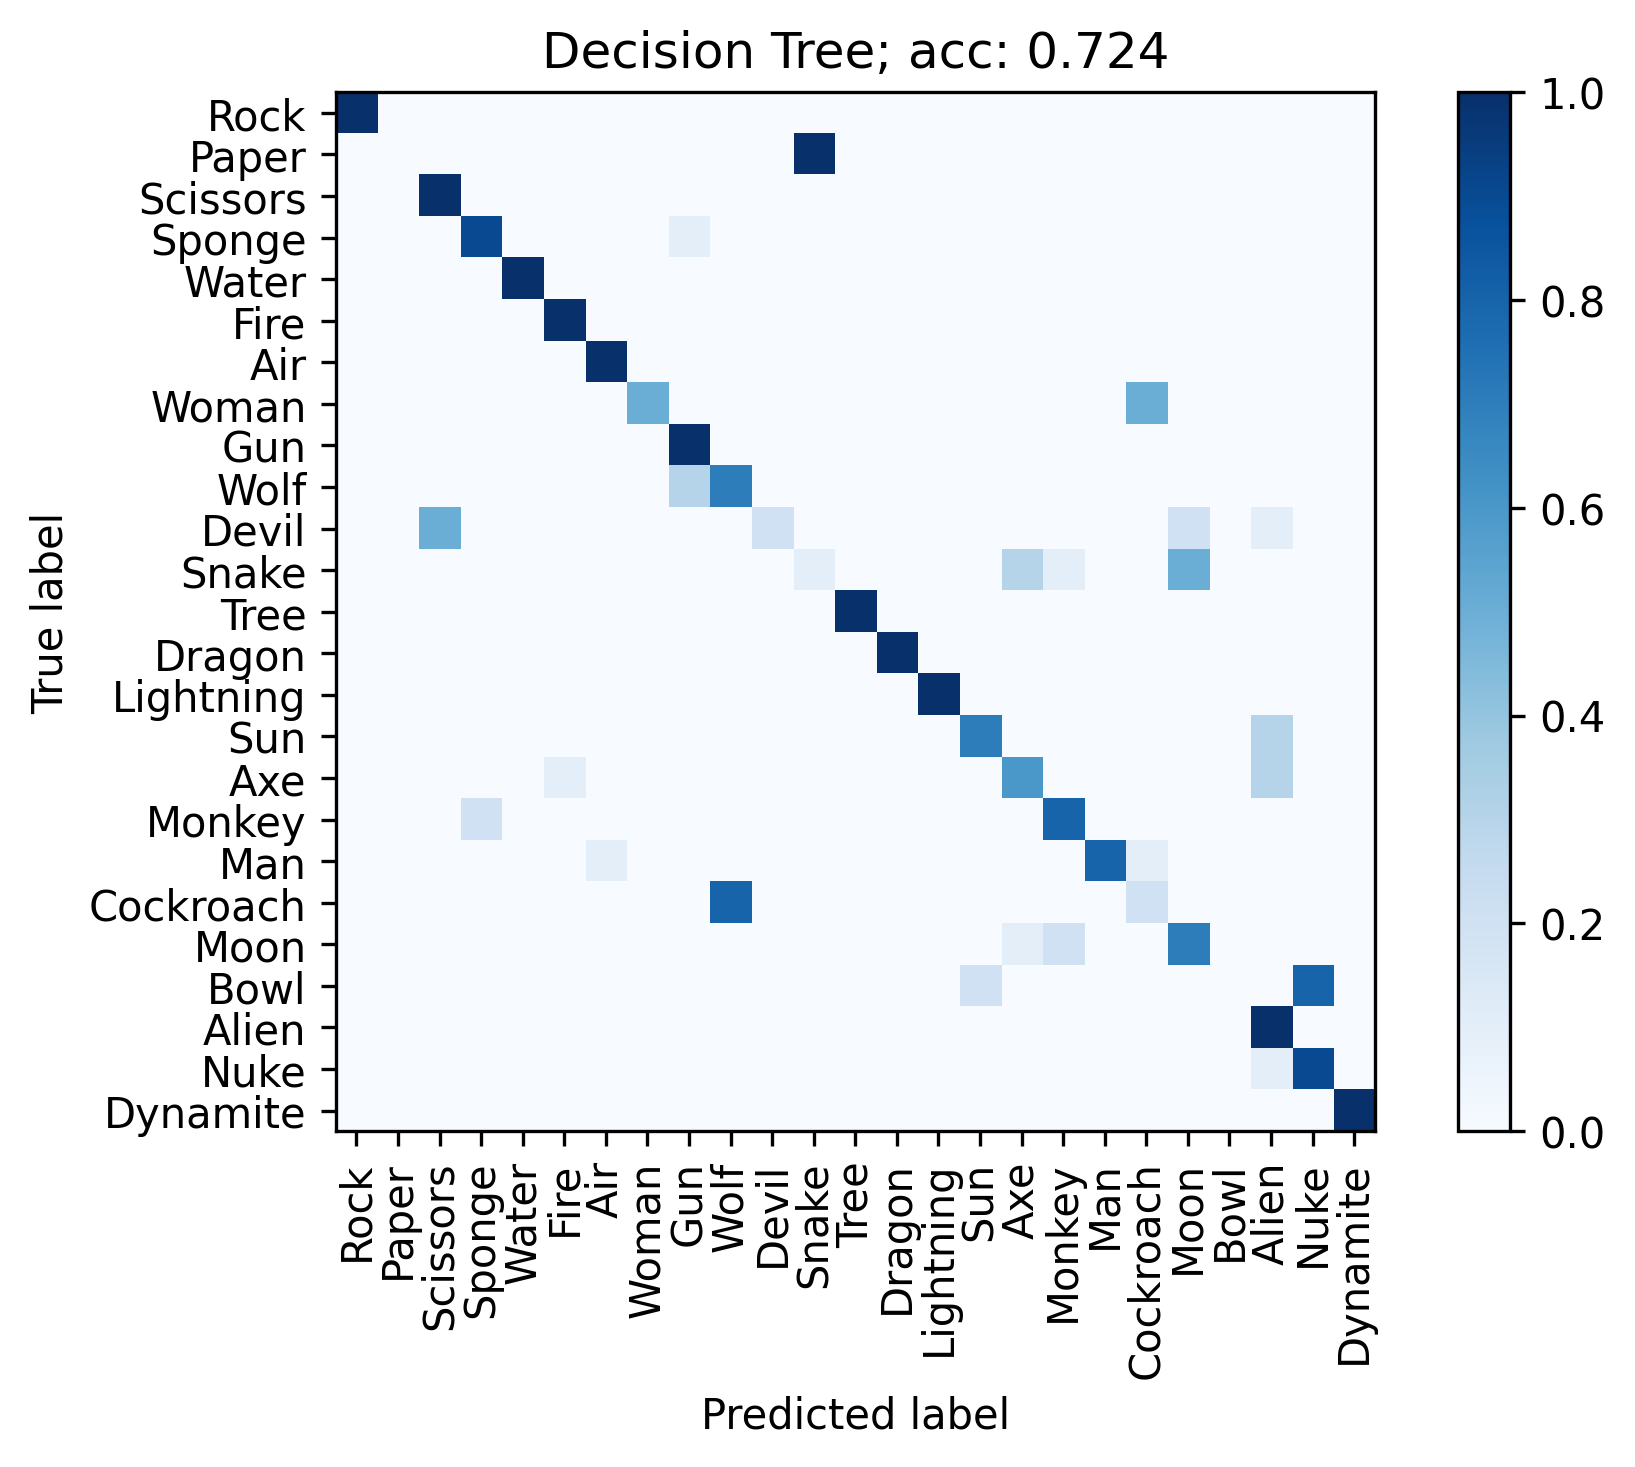 Decision Tree; acc: 0.724
True label
Rock
Paper
Scissors
Sponge
Water
Fire
Air
Woman
Gun
Wolf
Devil
Snake
Tree
Dragon
Lightning
Sun
Axe
Monkey
Man
Cockroach
Moon
Bowl
Alien
Nuke
Dynamite
Rock
Paper
Scissors
Sponge
Water
Fire
Air
Woman
Gun
Wolf
Devil
Snake
Tree
Dragon
Lightning
Sun
Axe
Monkey
Man
Cockroach
Moon
Bowl
Alien
Nuke
Dynamite
Predicted label
1.0
0.8
0.6
0.4
0.2
0.0